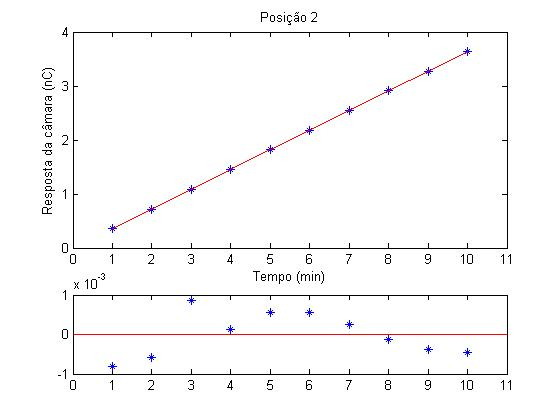 Posição 2
4
3
2
1
0
Resposta da câmara (nC)
0 1 2 3 4 5 6 7 8 9 10 11
Tempo (min)
x 10^-3
1
0
-1
0 1 2 3 4 5 6 7 8 9 10 11